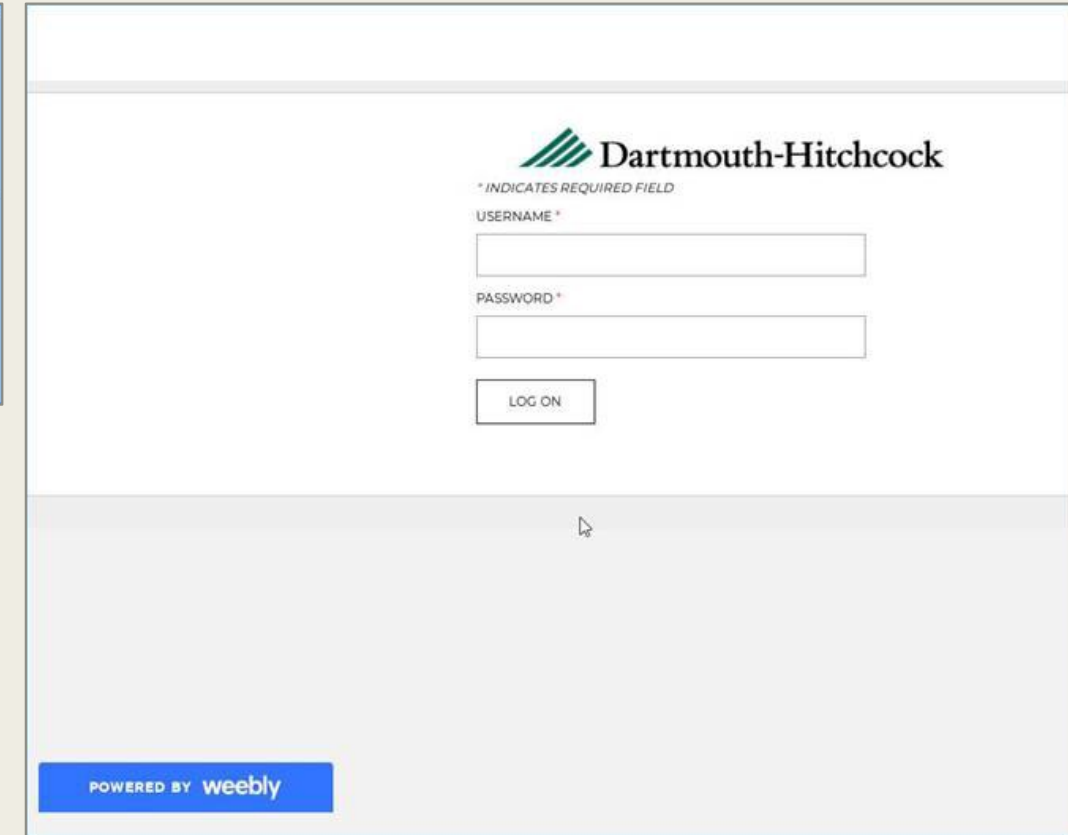 Dartmouth-Hitchcock
* INDICATES REQUIRED FIELD
USERNAME *
PASSWORD *
LOG ON
POWERED BY weebly